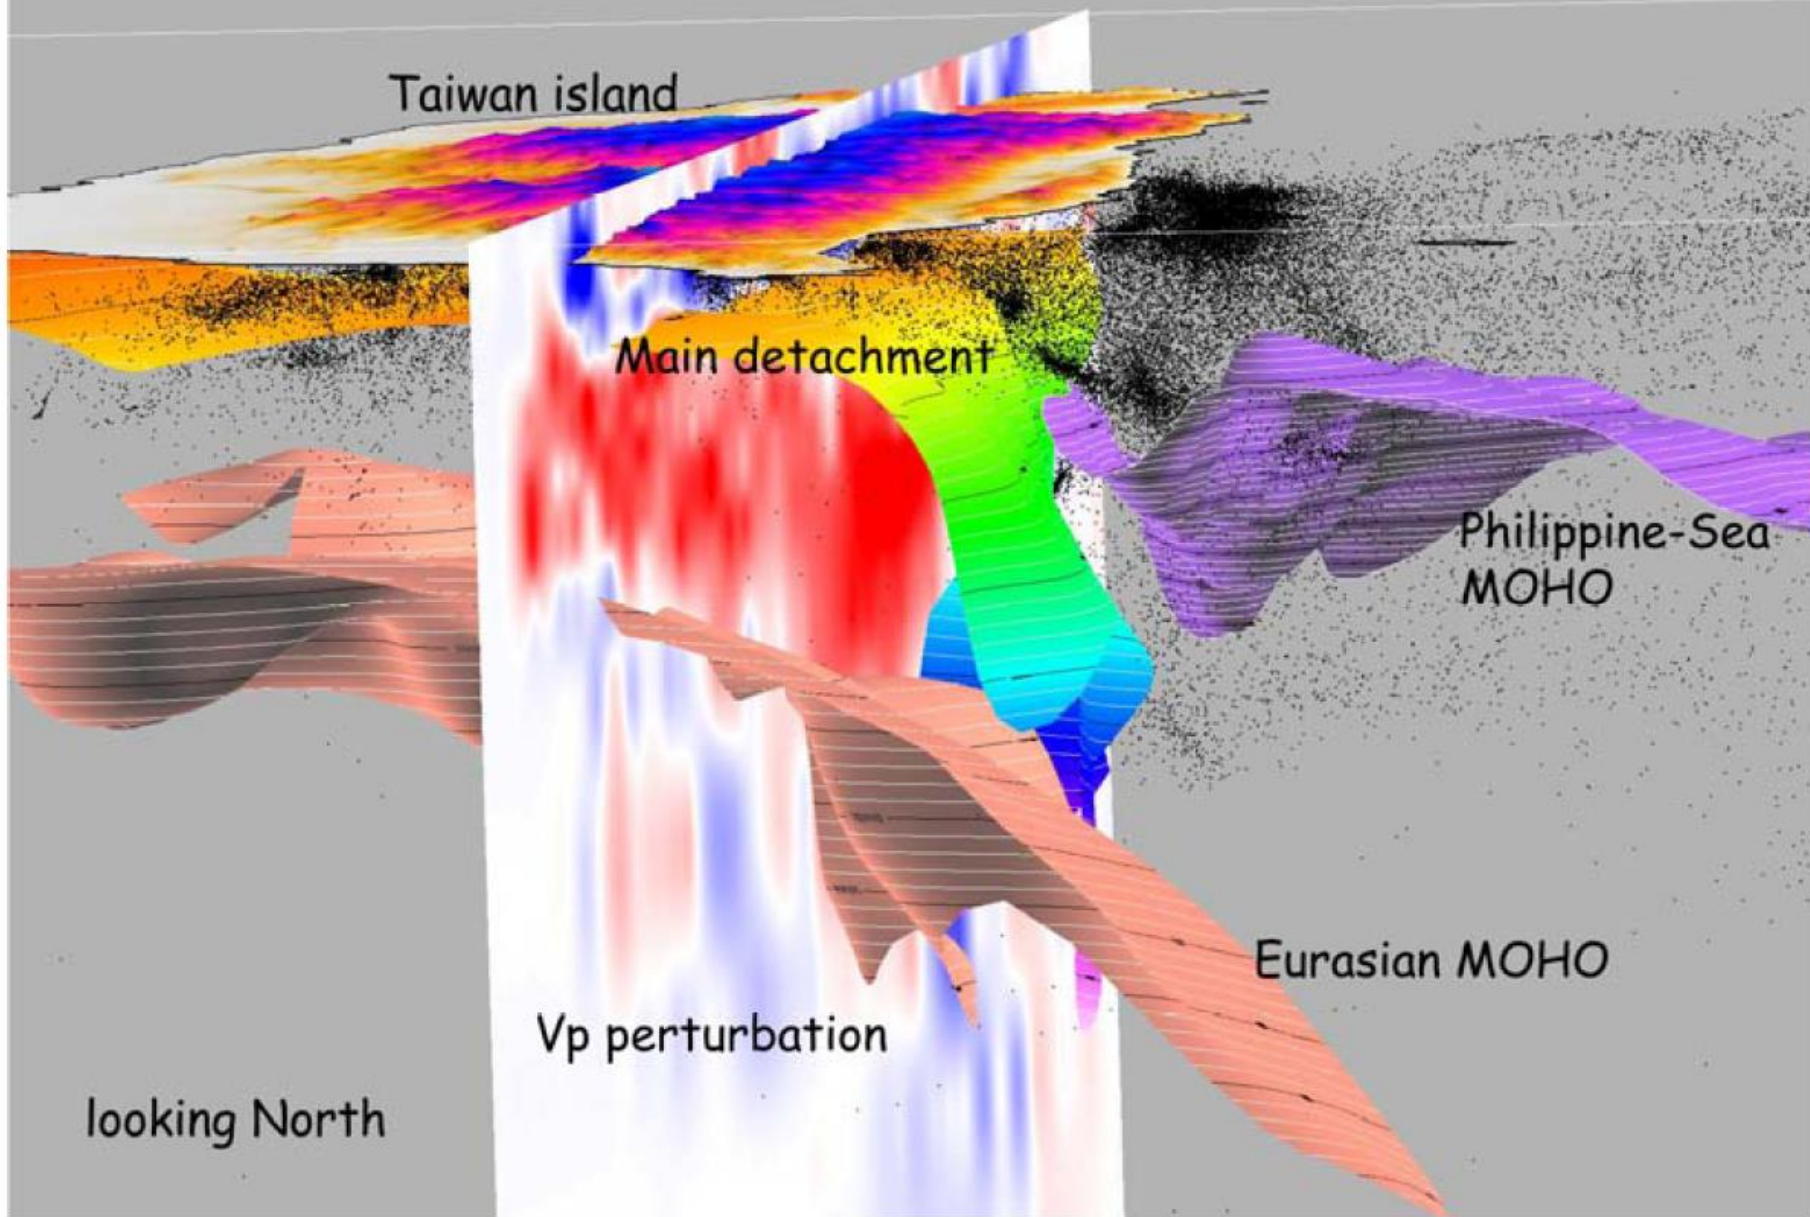 Taiwan island
Main detachment
Philippine-Sea
MOHO
Eurasian MOHO
Vp perturbation
looking North